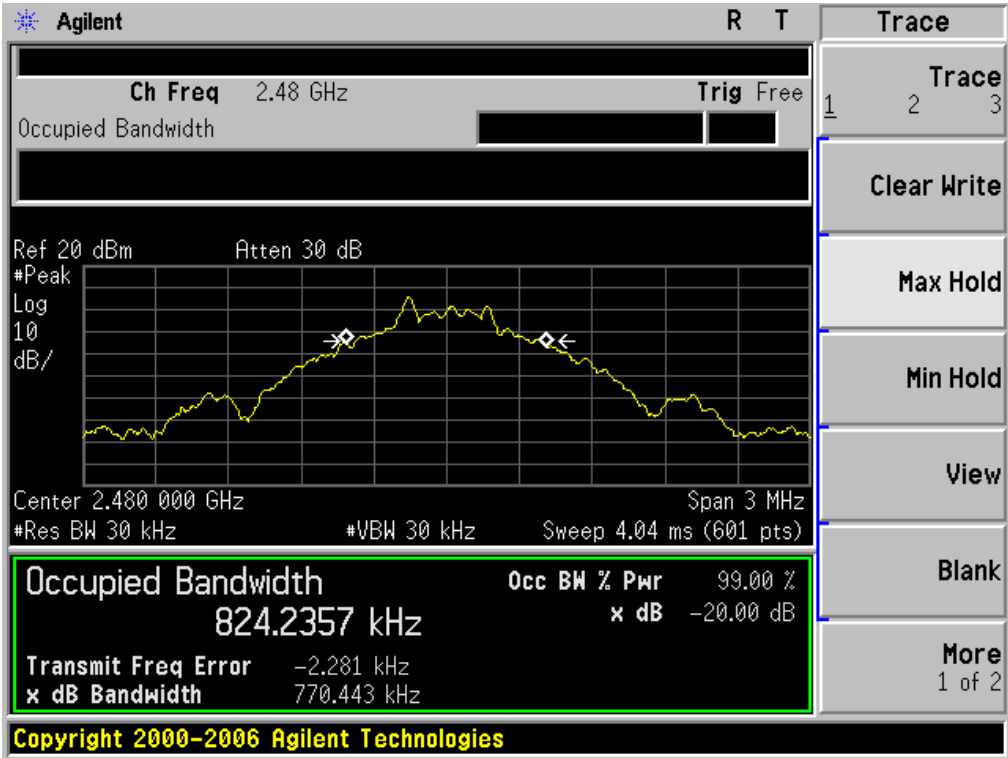 Agilent R T Trace
Ch Freq 2.48 GHz Trig Free
Occupied Bandwidth
Trace
1 2 3
Clear Write
Max Hold
Min Hold
View
Blank
More
1 of 2
Ref 20 dBm Atten 30 dB
#Peak
Log
10
dB/
Center 2.480 000 GHz Span 3 MHz
#Res BW 30 kHz #VBW 30 kHz Sweep 4.04 ms (601 pts)
Occupied Bandwidth Occ BW % Pwr 99.00 %
824.2357 kHz x dB -20.00 dB
Transmit Freq Error -2.281 kHz
x dB Bandwidth 770.443 kHz
Copyright 2000-2006 Agilent Technologies